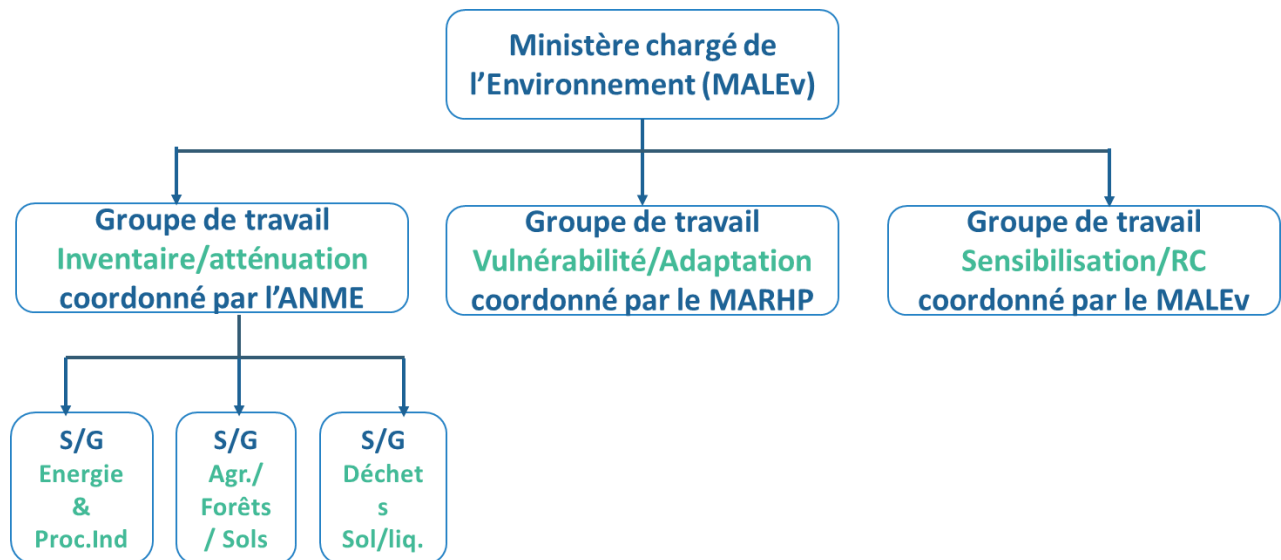 Ministère chargé de
l’Environnement (MALEv)
Groupe de travail
Inventaire/atténuation
coordonné par l’ANME
Groupe de travail
Vulnérabilité/Adaptation
coordonné par le MARHP
Groupe de travail
Sensibilisation/RC
coordonné par le MALEv
S/G
Energie
&
Proc.Ind
S/G
Agr./
Forêts
/ Sols
S/G
Déchet
s
Sol/liq.